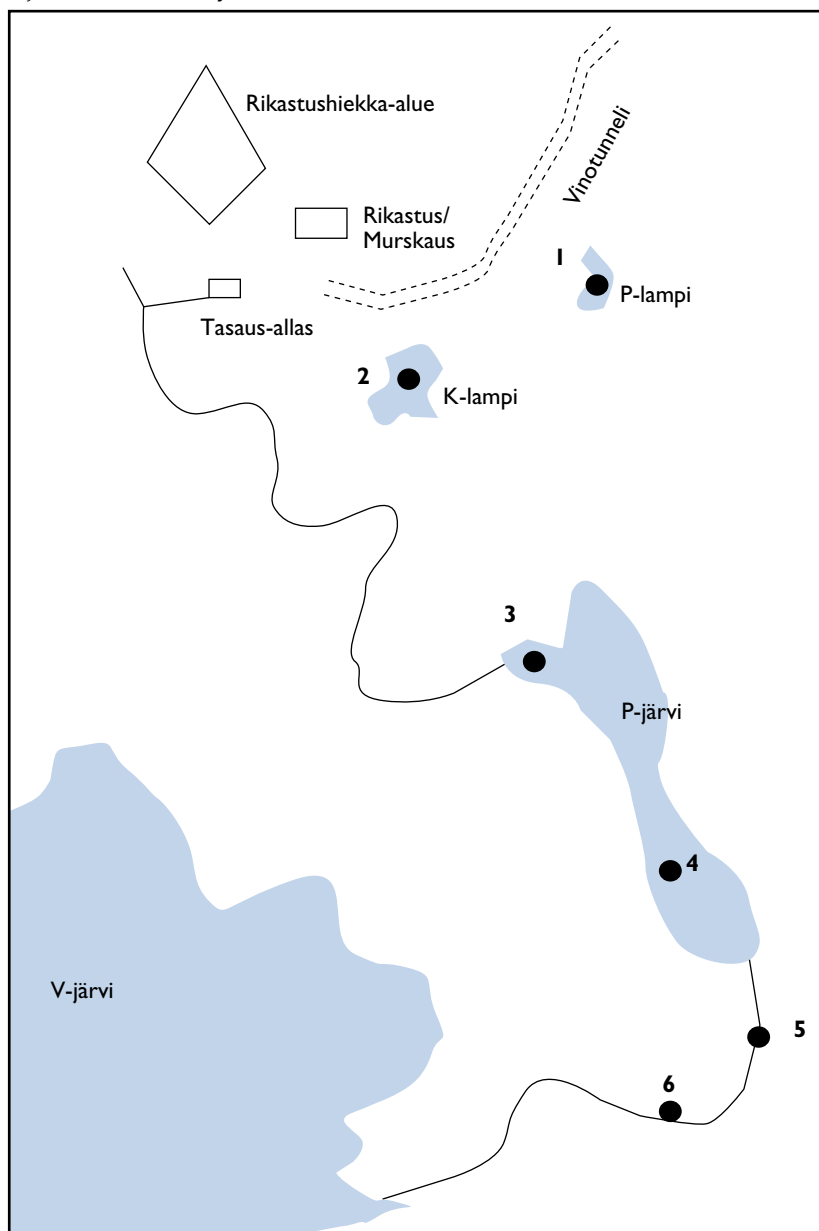 Rikastushiekka-alue
Vinotunneli
Rikastus/
Murskaus
1
P-lampi
Tasaus-allas
2
K-lampi
3
P-järvi
4
V-järvi
5
6